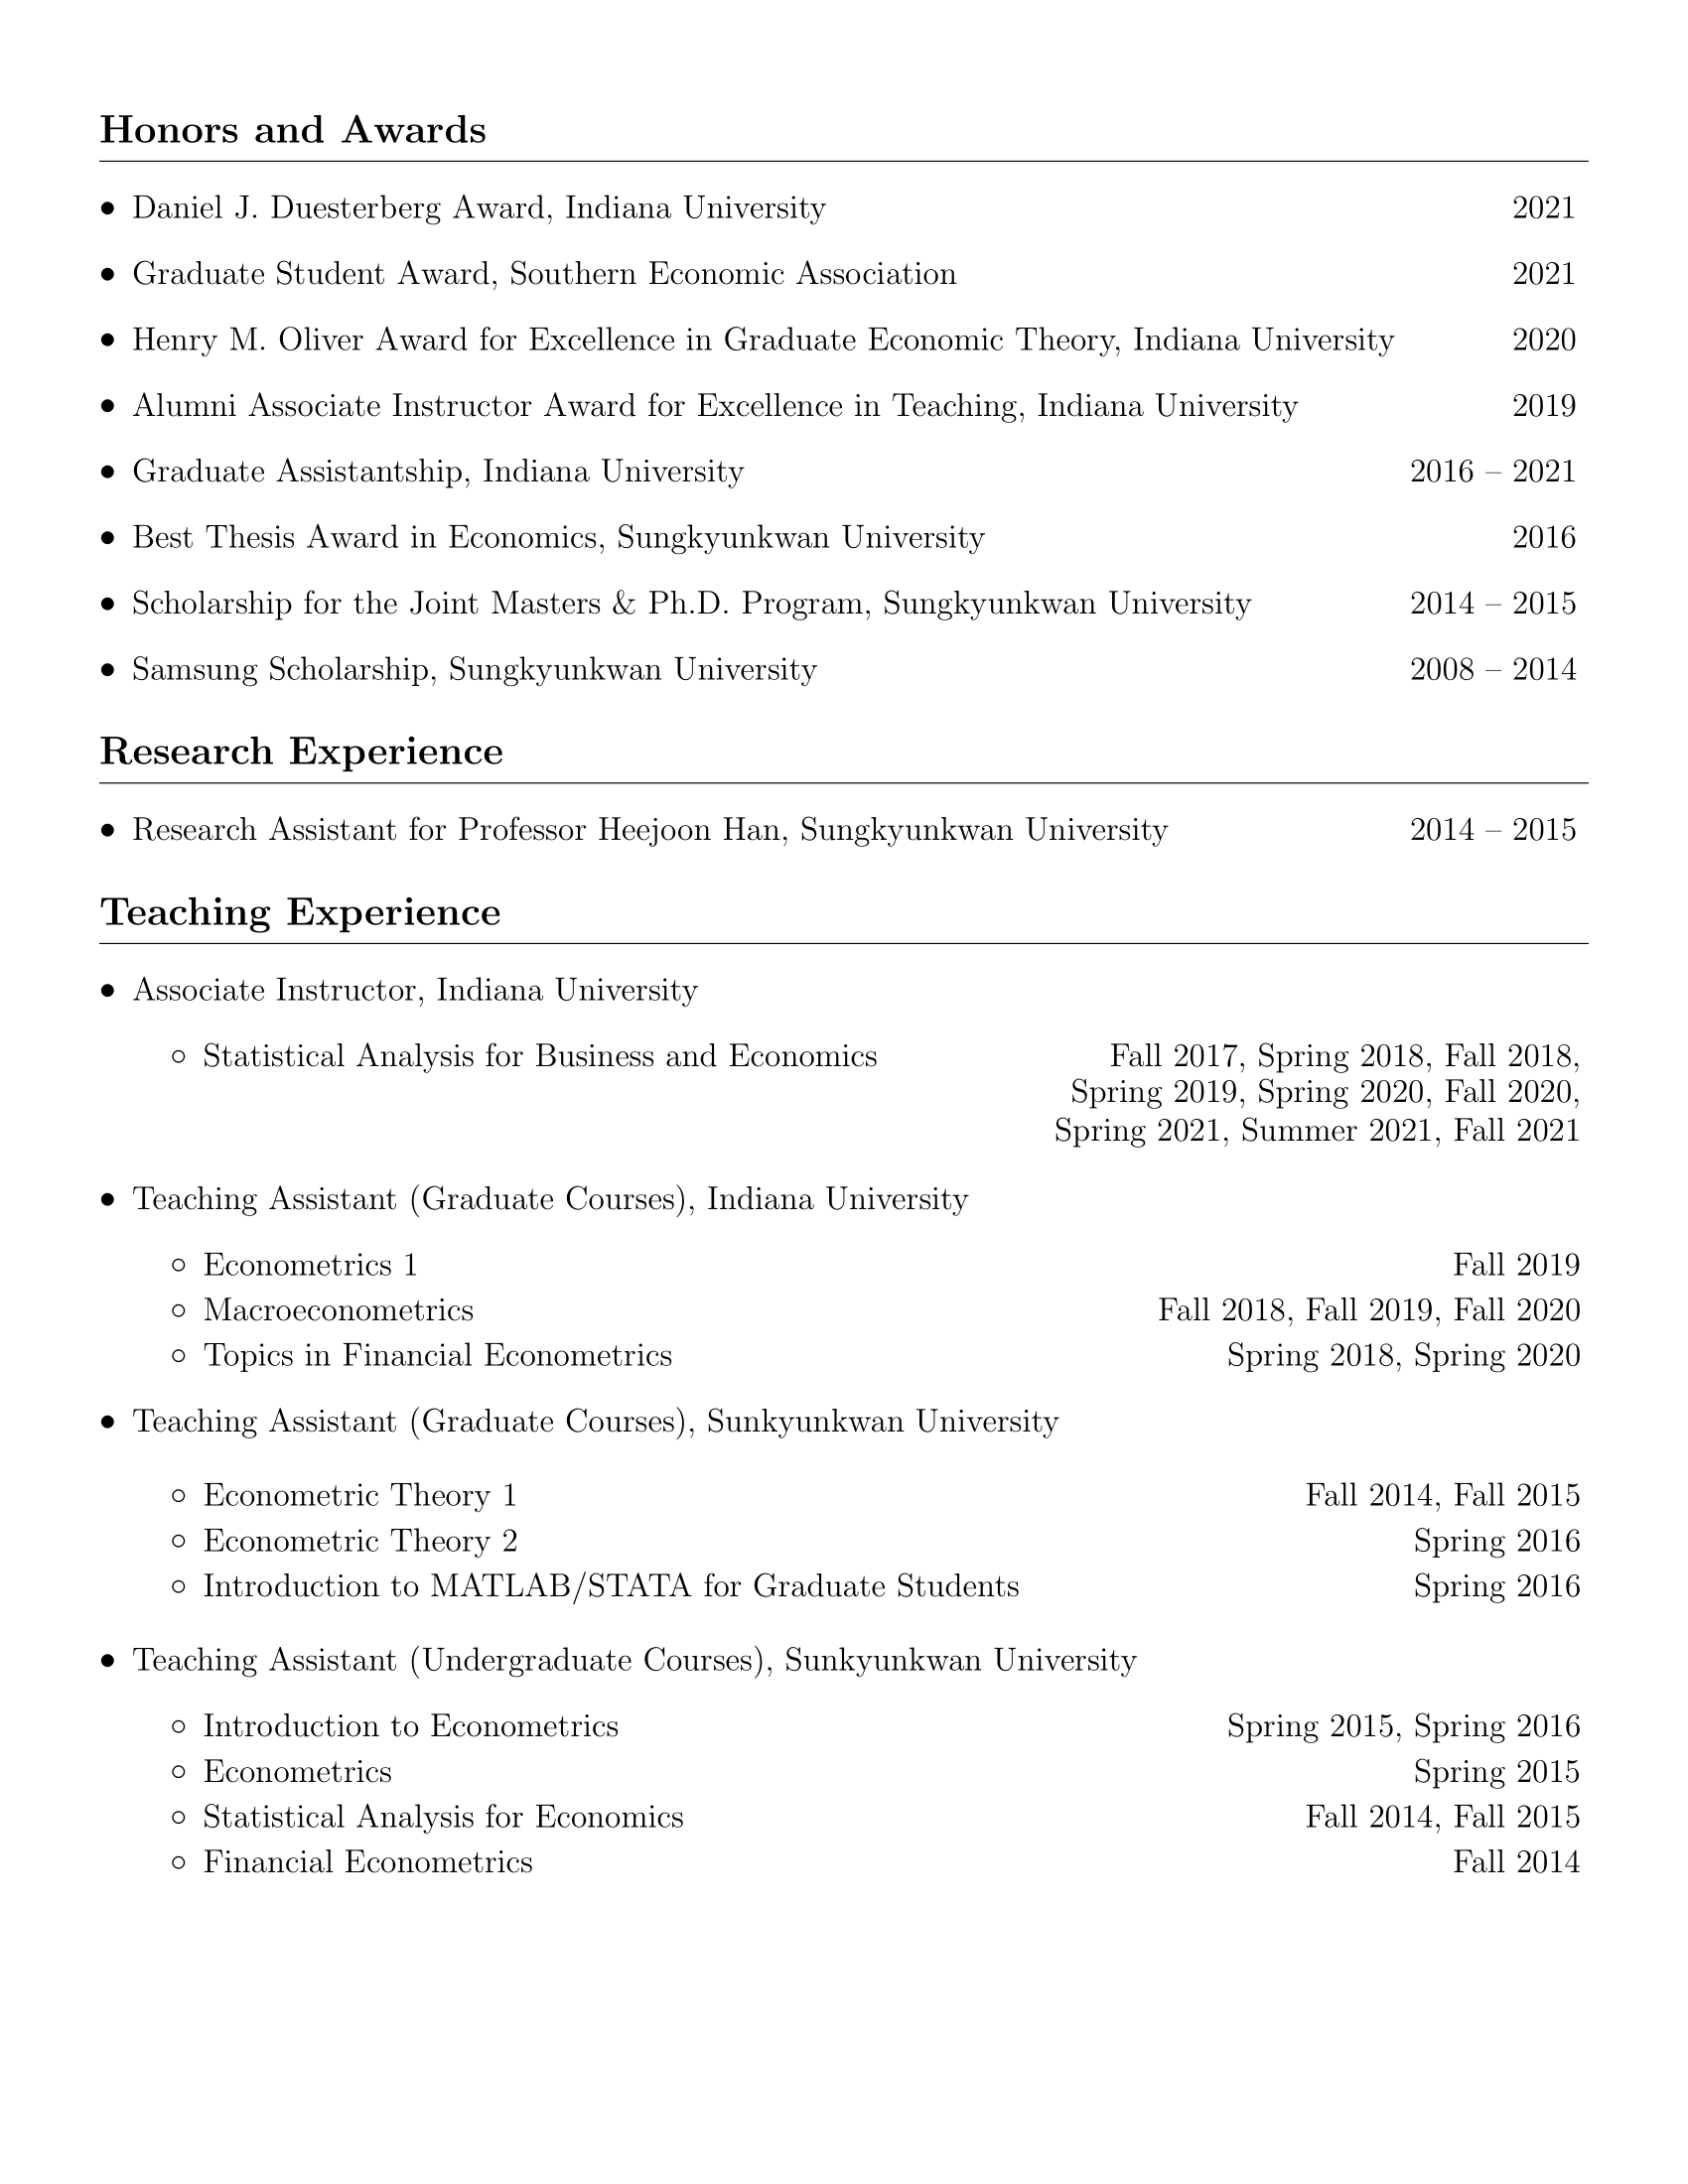 Honors and Awards
• Daniel J. Duesterberg Award, Indiana University 2021
• Graduate Student Award, Southern Economic Association 2021
• Henry M. Oliver Award for Excellence in Graduate Economic Theory, Indiana University 2020
• Alumni Associate Instructor Award for Excellence in Teaching, Indiana University 2019
• Graduate Assistantship, Indiana University 2016 – 2021
• Best Thesis Award in Economics, Sungkyunkwan University 2016
• Scholarship for the Joint Masters & Ph.D. Program, Sungkyunkwan University 2014 – 2015
• Samsung Scholarship, Sungkyunkwan University 2008 – 2014
Research Experience
• Research Assistant for Professor Heejoon Han, Sungkyunkwan University 2014 – 2015
Teaching Experience
• Associate Instructor, Indiana University
◦ Statistical Analysis for Business and Economics Fall 2017, Spring 2018, Fall 2018,
Spring 2019, Spring 2020, Fall 2020,
Spring 2021, Summer 2021, Fall 2021
• Teaching Assistant (Graduate Courses), Indiana University
◦ Econometrics 1 Fall 2019
◦ Macroeconometrics Fall 2018, Fall 2019, Fall 2020
◦ Topics in Financial Econometrics Spring 2018, Spring 2020
• Teaching Assistant (Graduate Courses), Sunkyunkwan University
◦ Econometric Theory 1 Fall 2014, Fall 2015
◦ Econometric Theory 2 Spring 2016
◦ Introduction to MATLAB/STATA for Graduate Students Spring 2016
• Teaching Assistant (Undergraduate Courses), Sunkyunkwan University
◦ Introduction to Econometrics Spring 2015, Spring 2016
◦ Econometrics Spring 2015
◦ Statistical Analysis for Economics Fall 2014, Fall 2015
◦ Financial Econometrics Fall 2014